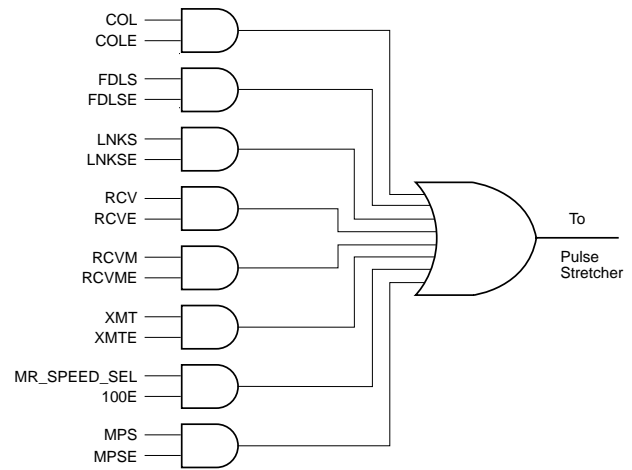 COL
COLE
FDLS
FDLSE
LNKS
LNKSE
RCV
RCVE
RCVM
RCVME
XMT
XMTE
MR_SPEED_SEL
100E
MPS
MPSE
To
Pulse
Stretcher